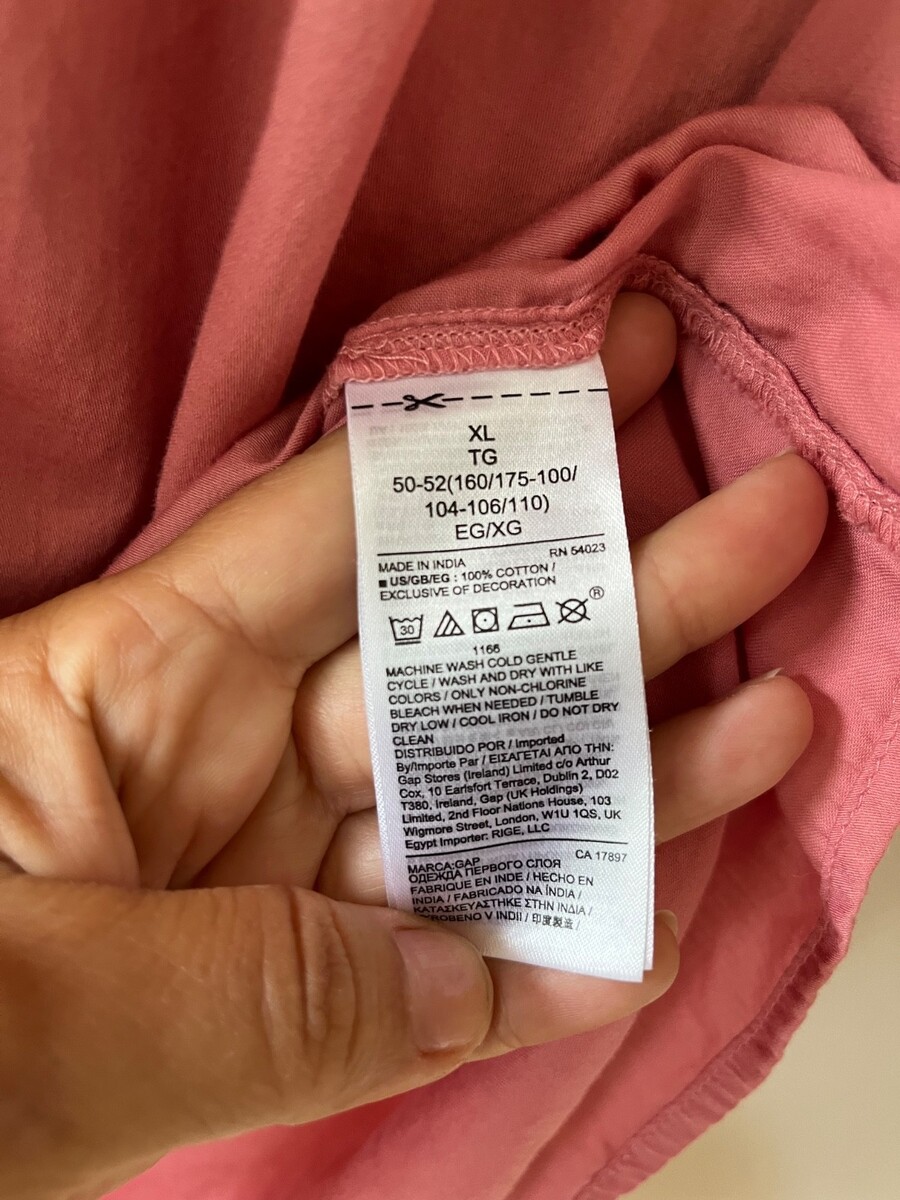 XL
TG
50-52(160/175-100/
104-106/110)
EG/XG
MADE IN INDIA RN 54023
■ US/GB/EG : 100% COTTON /
EXCLUSIVE OF DECORATION
30 ®
1166
MACHINE WASH COLD GENTLE
CYCLE / WASH AND DRY WITH LIKE
COLORS / ONLY NON-CHLORINE
BLEACH WHEN NEEDED / TUMBLE
DRY LOW / COOL IRON / DO NOT DRY
CLEAN
DISTRIBUIDO POR / Imported
By/Importe Par / ΕΙΣΑΓΕΤΑΙ ΑΠΟ ΤΗΝ:
Gap Stores (Ireland) Limited c/o Arthur
Cox, 10 Earlsfort Terrace, Dublin 2, D02
T380, Ireland, Gap (UK Holdings)
Limited, 2nd Floor Nations House, 103
Wigmore Street, London, W1U 1QS, UK
Egypt Importer: RIGE, LLC
MARCA:GAP CA 17897
ОДЕЖДА ПЕРВОГО СЛОЯ
FABRIQUE EN INDE / HECHO EN
INDIA / FABRICADO NA ÍNDIA /
ΚΑΤΑΣΚΕΥΑΣΤΗΚΕ ΣΤΗΝ ΙΝΔΙΑ /
V INDII / 印度製造 /